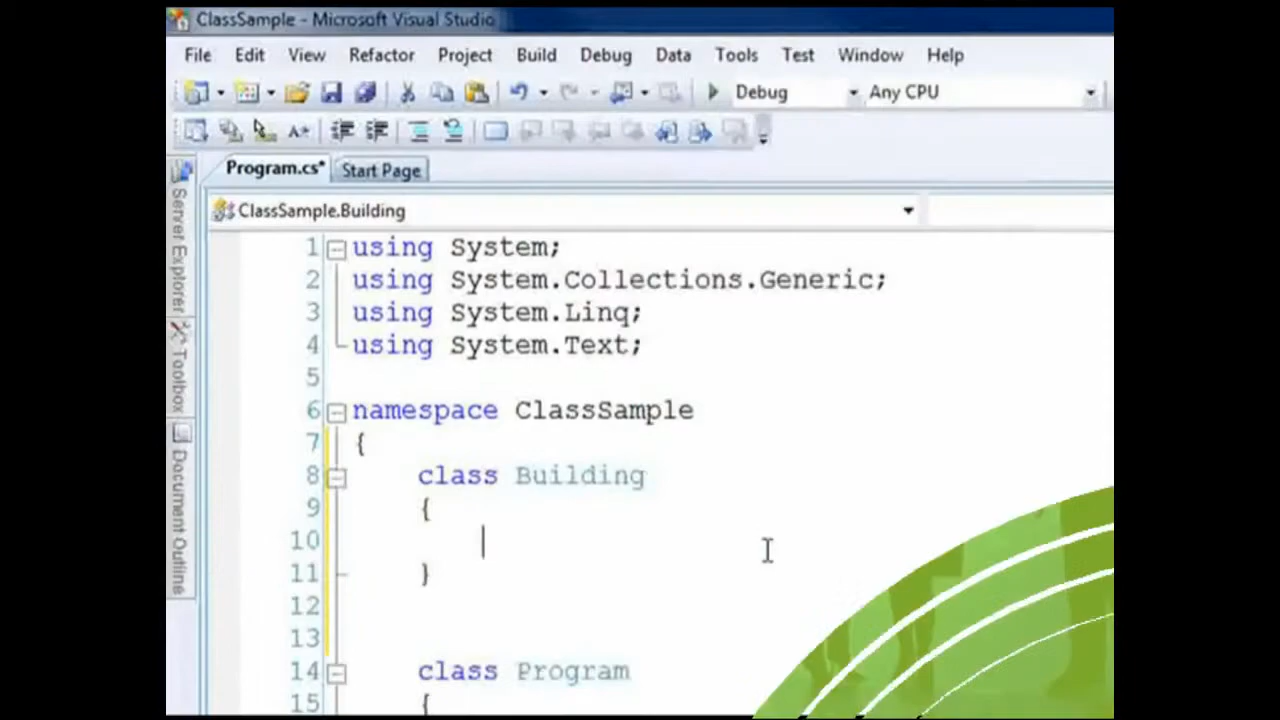 ClassSample - Microsoft Visual Studio
File Edit View Refactor Project Build Debug Data Tools Test Window Help
Debug Any CPU
Program.cs* Start Page
ClassSample.Building
Server Explorer
Toolbox
Document Outline
1 using System;
2 using System.Collections.Generic;
3 using System.Linq;
4 using System.Text;
5
6 namespace ClassSample
7 {
8 class Building
9 {
10
11 }
12
13
14 class Program
15 {